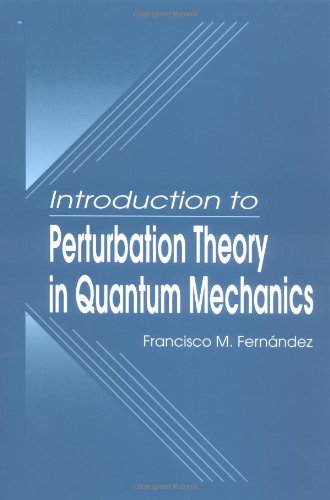 Introduction to
Perturbation Theory
in Quantum Mechanics
Francisco M. Fernández